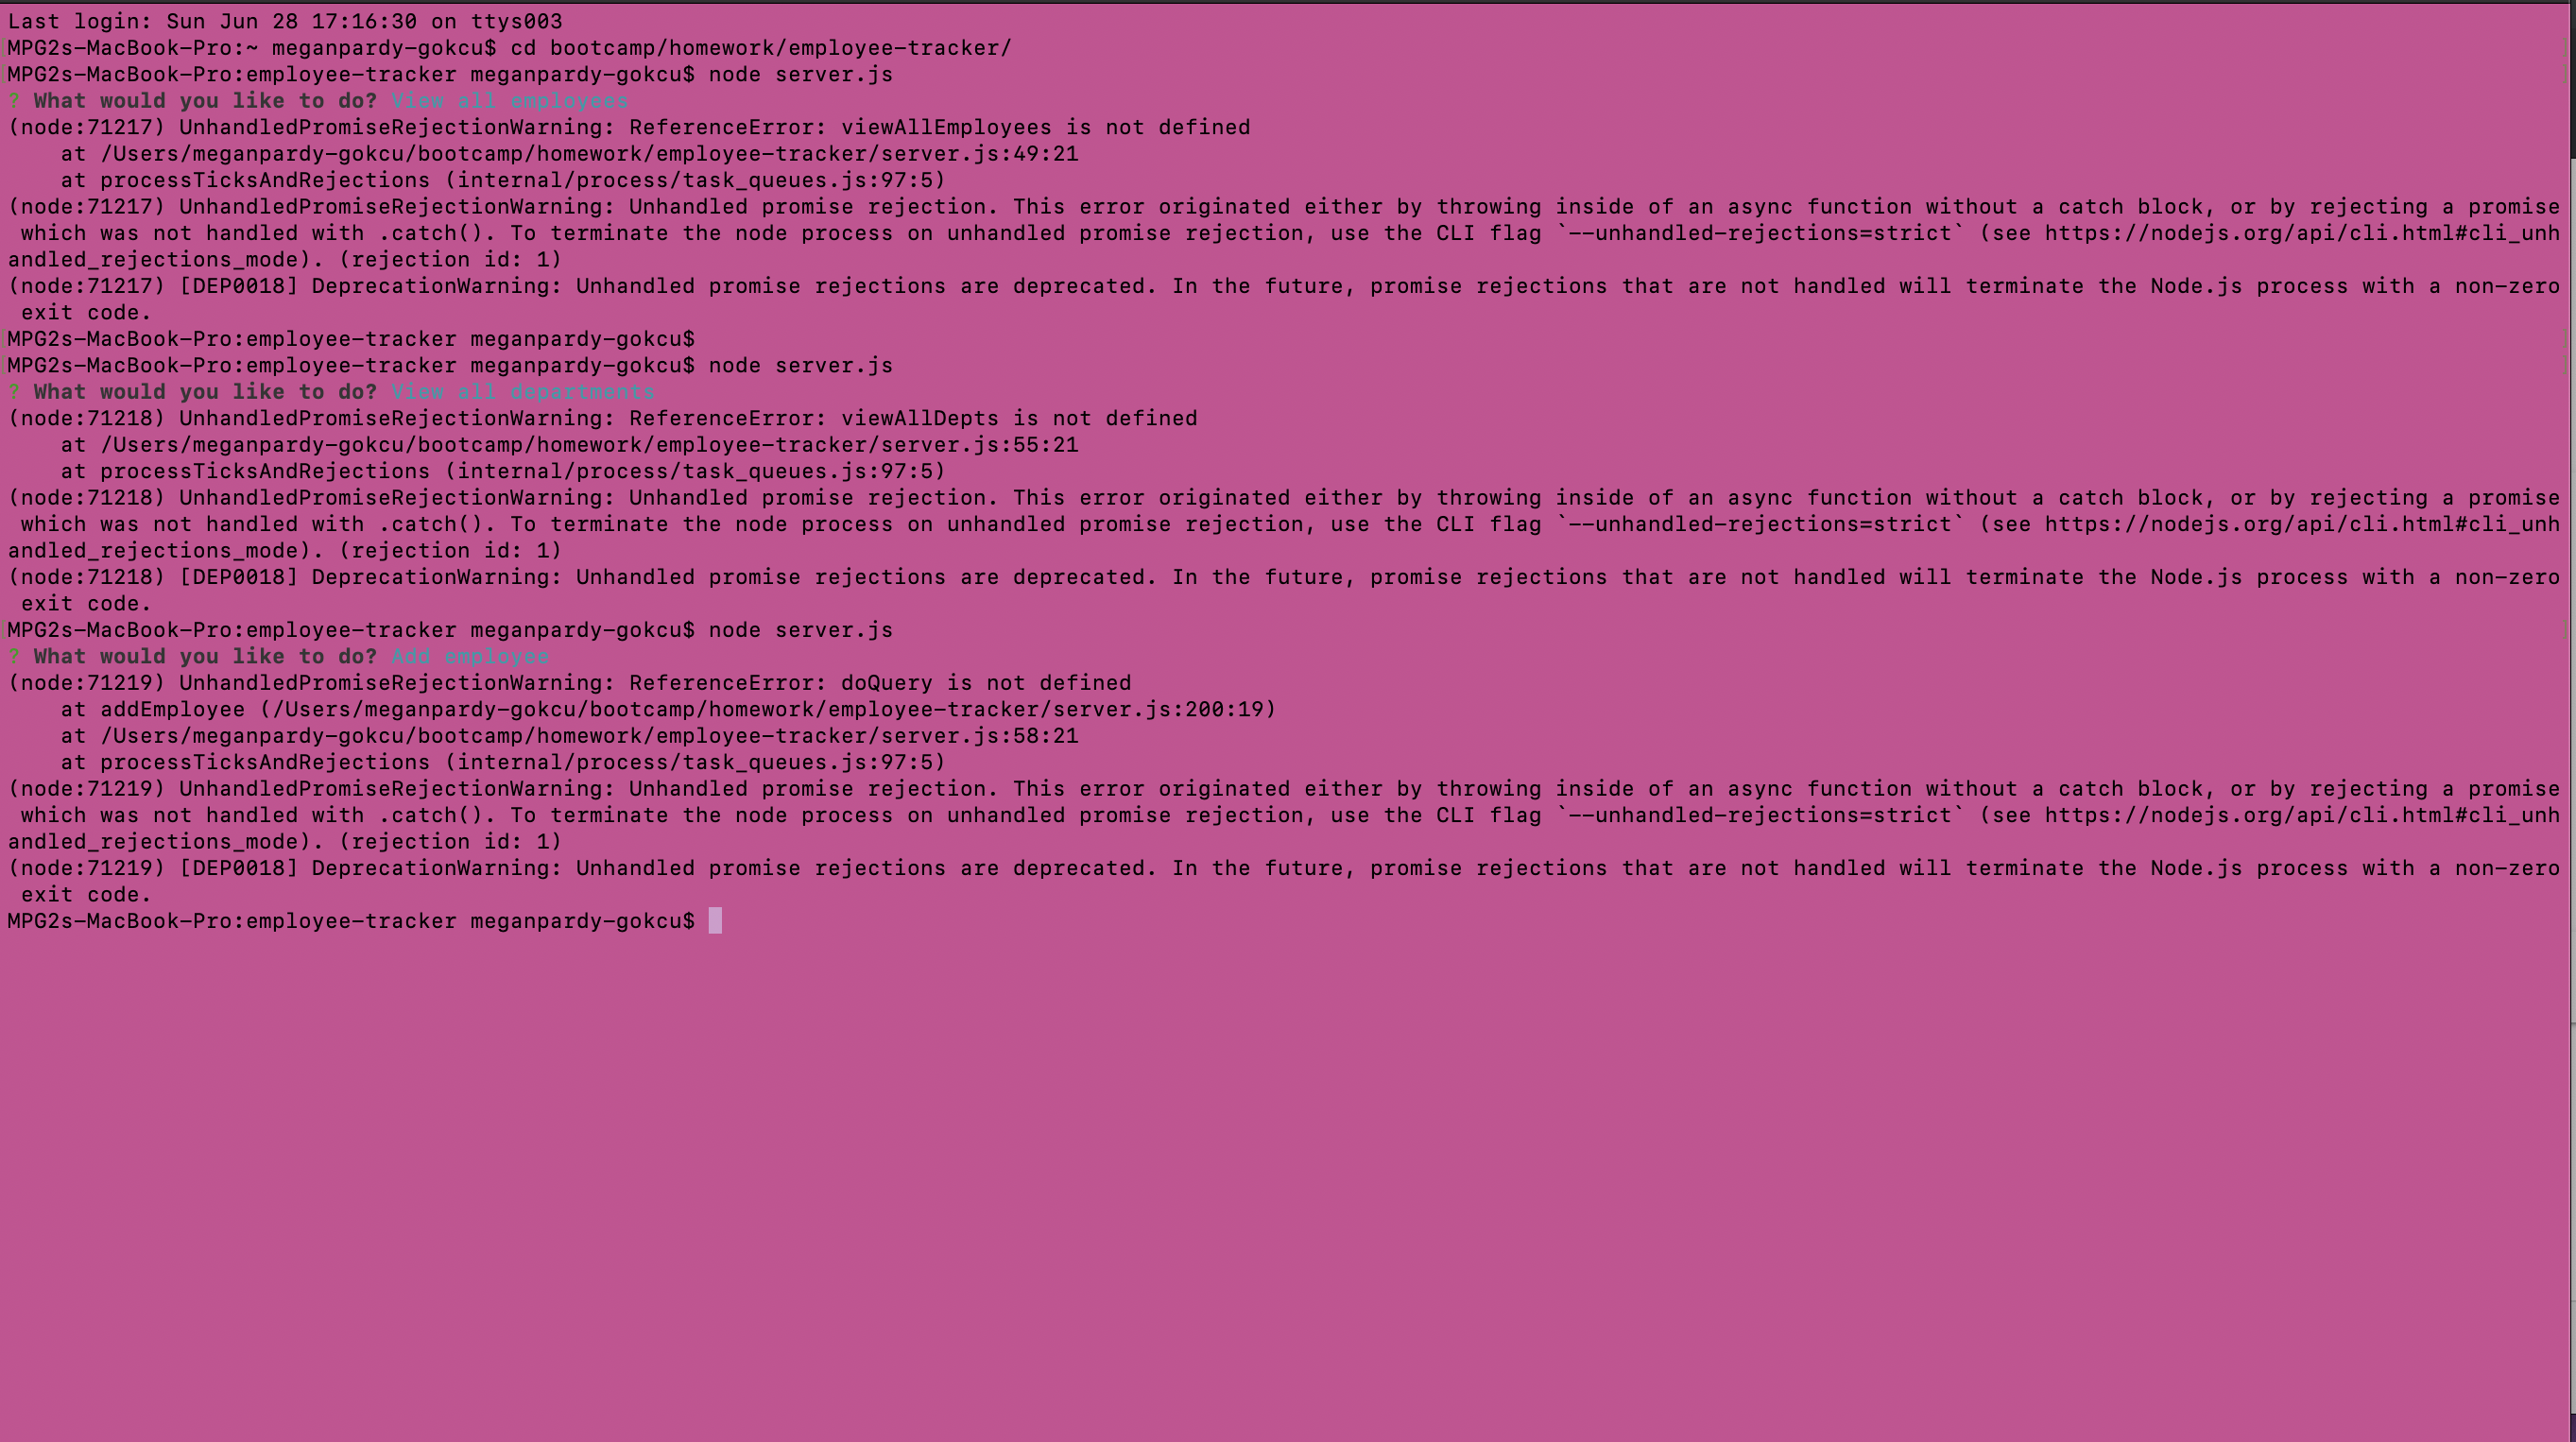 Last login: Sun Jun 28 17:16:30 on ttys003
MPG2s-MacBook-Pro:~ meganpardy-gokcu$ cd bootcamp/homework/employee-tracker/
MPG2s-MacBook-Pro:employee-tracker meganpardy-gokcu$ node server.js
? What would you like to do? View all employees
(node:71217) UnhandledPromiseRejectionWarning: ReferenceError: viewAllEmployees is not defined
    at /Users/meganpardy-gokcu/bootcamp/homework/employee-tracker/server.js:49:21
    at processTicksAndRejections (internal/process/task_queues.js:97:5)
(node:71217) UnhandledPromiseRejectionWarning: Unhandled promise rejection. This error originated either by throwing inside of an async function without a catch block, or by rejecting a promise
 which was not handled with .catch(). To terminate the node process on unhandled promise rejection, use the CLI flag `--unhandled-rejections=strict` (see https://nodejs.org/api/cli.html#cli_unh
andled_rejections_mode). (rejection id: 1)
(node:71217) [DEP0018] DeprecationWarning: Unhandled promise rejections are deprecated. In the future, promise rejections that are not handled will terminate the Node.js process with a non-zero
 exit code.
MPG2s-MacBook-Pro:employee-tracker meganpardy-gokcu$
MPG2s-MacBook-Pro:employee-tracker meganpardy-gokcu$ node server.js
? What would you like to do? View all departments
(node:71218) UnhandledPromiseRejectionWarning: ReferenceError: viewAllDepts is not defined
    at /Users/meganpardy-gokcu/bootcamp/homework/employee-tracker/server.js:55:21
    at processTicksAndRejections (internal/process/task_queues.js:97:5)
(node:71218) UnhandledPromiseRejectionWarning: Unhandled promise rejection. This error originated either by throwing inside of an async function without a catch block, or by rejecting a promise
 which was not handled with .catch(). To terminate the node process on unhandled promise rejection, use the CLI flag `--unhandled-rejections=strict` (see https://nodejs.org/api/cli.html#cli_unh
andled_rejections_mode). (rejection id: 1)
(node:71218) [DEP0018] DeprecationWarning: Unhandled promise rejections are deprecated. In the future, promise rejections that are not handled will terminate the Node.js process with a non-zero
 exit code.
MPG2s-MacBook-Pro:employee-tracker meganpardy-gokcu$ node server.js
? What would you like to do? Add employee
(node:71219) UnhandledPromiseRejectionWarning: ReferenceError: doQuery is not defined
    at addEmployee (/Users/meganpardy-gokcu/bootcamp/homework/employee-tracker/server.js:200:19)
    at /Users/meganpardy-gokcu/bootcamp/homework/employee-tracker/server.js:58:21
    at processTicksAndRejections (internal/process/task_queues.js:97:5)
(node:71219) UnhandledPromiseRejectionWarning: Unhandled promise rejection. This error originated either by throwing inside of an async function without a catch block, or by rejecting a promise
 which was not handled with .catch(). To terminate the node process on unhandled promise rejection, use the CLI flag `--unhandled-rejections=strict` (see https://nodejs.org/api/cli.html#cli_unh
andled_rejections_mode). (rejection id: 1)
(node:71219) [DEP0018] DeprecationWarning: Unhandled promise rejections are deprecated. In the future, promise rejections that are not handled will terminate the Node.js process with a non-zero
 exit code.
MPG2s-MacBook-Pro:employee-tracker meganpardy-gokcu$